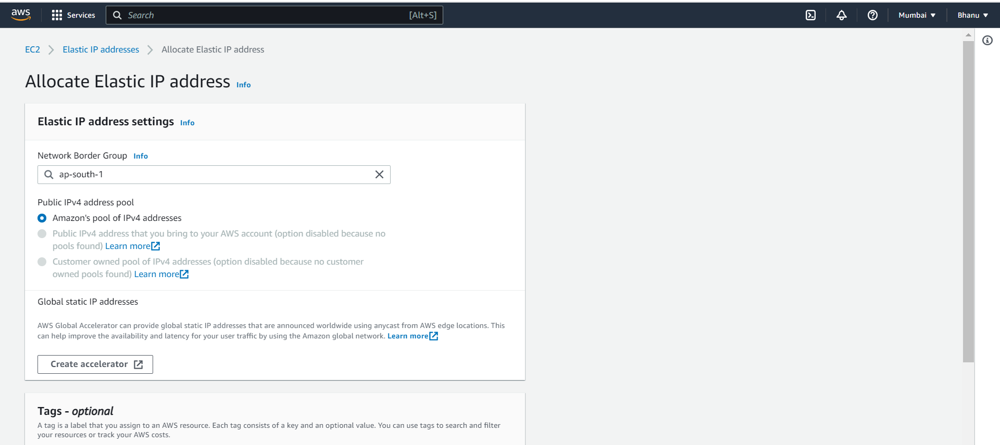 aws Services Search [Alt+S] Mumbai Bhanu
EC2 Elastic IP addresses Allocate Elastic IP address
Allocate Elastic IP address Info
Elastic IP address settings Info
Network Border Group Info
ap-south-1
Public IPv4 address pool
Amazon's pool of IPv4 addresses
Public IPv4 address that you bring to your AWS account (option disabled because no
pools found) Learn more
Customer owned pool of IPv4 addresses (option disabled because no customer
owned pools found) Learn more
Global static IP addresses
AWS Global Accelerator can provide global static IP addresses that are announced worldwide using anycast from AWS edge locations. This
can help improve the availability and latency for your user traffic by using the Amazon global network. Learn more
Create accelerator
Tags - optional
A tag is a label that you assign to an AWS resource. Each tag consists of a key and an optional value. You can use tags to search and filter
your resources or track your AWS costs.